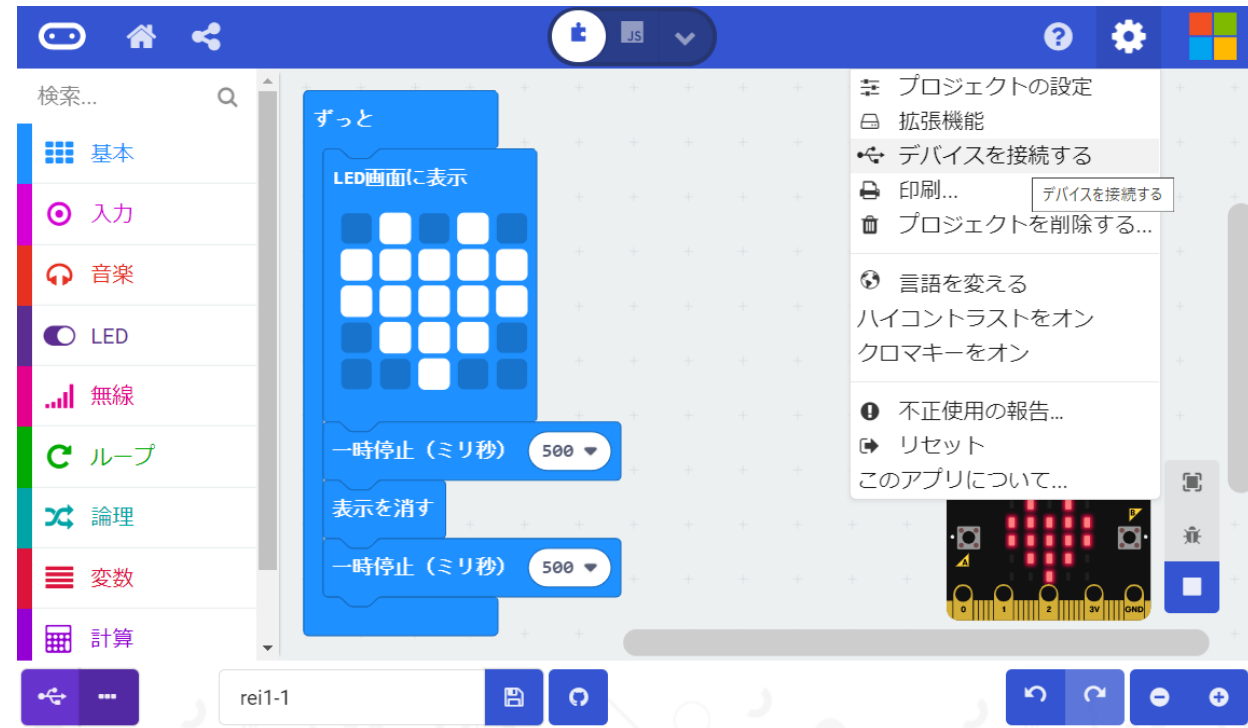 JS
検索...
基本
入力
音楽
LED
無線
ループ
論理
変数
計算
ずっと
LED画面に表示
一時停止（ミリ秒） 500
表示を消す
一時停止（ミリ秒） 500
プロジェクトの設定
拡張機能
デバイスを接続する
印刷...
デバイスを接続する
プロジェクトを削除する...
言語を変える
ハイコントラストをオン
クロマキーをオン
不正使用の報告...
リセット
このアプリについて...
A
B
0 1 2 3V GND
rei1-1